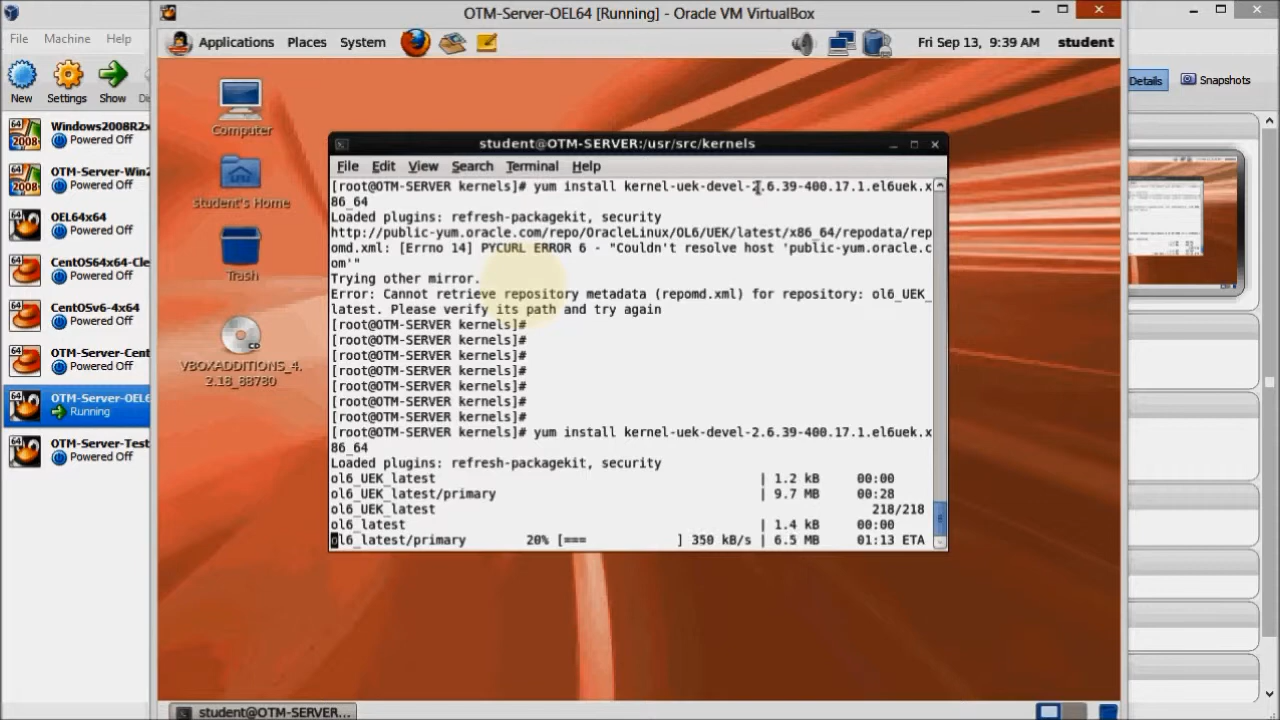 OTM-Server-OEL64 [Running] - Oracle VM VirtualBox
File Machine Help
New Settings Show
Details Snapshots
Windows2008R2x
Powered Off
OTM-Server-Win2
Powered Off
OEL64x64
Powered Off
CentOS64x64-Cle
Powered Off
CentOSv6-4x64
Powered Off
OTM-Server-Cent
Powered Off
OTM-Server-OEL6
Running
OTM-Server-Test
Powered Off
Applications Places System
Fri Sep 13, 9:39 AM student
Computer
student's Home
Trash
VBOXADDITIONS_4.
2.18_88780
student@OTM-SERVER:/usr/src/kernels
File Edit View Search Terminal Help
[root@OTM-SERVER kernels]# yum install kernel-uek-devel-2.6.39-400.17.1.el6uek.x
86_64
Loaded plugins: refresh-packagekit, security
http://public-yum.oracle.com/repo/OracleLinux/OL6/UEK/latest/x86_64/repodata/rep
omd.xml: [Errno 14] PYCURL ERROR 6 - "Couldn't resolve host 'public-yum.oracle.c
om'"
Trying other mirror.
Error: Cannot retrieve repository metadata (repomd.xml) for repository: ol6_UEK_
latest. Please verify its path and try again
[root@OTM-SERVER kernels]#
[root@OTM-SERVER kernels]#
[root@OTM-SERVER kernels]#
[root@OTM-SERVER kernels]#
[root@OTM-SERVER kernels]#
[root@OTM-SERVER kernels]#
[root@OTM-SERVER kernels]#
[root@OTM-SERVER kernels]# yum install kernel-uek-devel-2.6.39-400.17.1.el6uek.x
86_64
Loaded plugins: refresh-packagekit, security
ol6_UEK_latest | 1.2 kB 00:00
ol6_UEK_latest/primary | 9.7 MB 00:28
ol6_UEK_latest 218/218
ol6_latest | 1.4 kB 00:00
ol6_latest/primary 20% [=== ] 350 kB/s | 6.5 MB 01:13 ETA
student@OTM-SERVER...